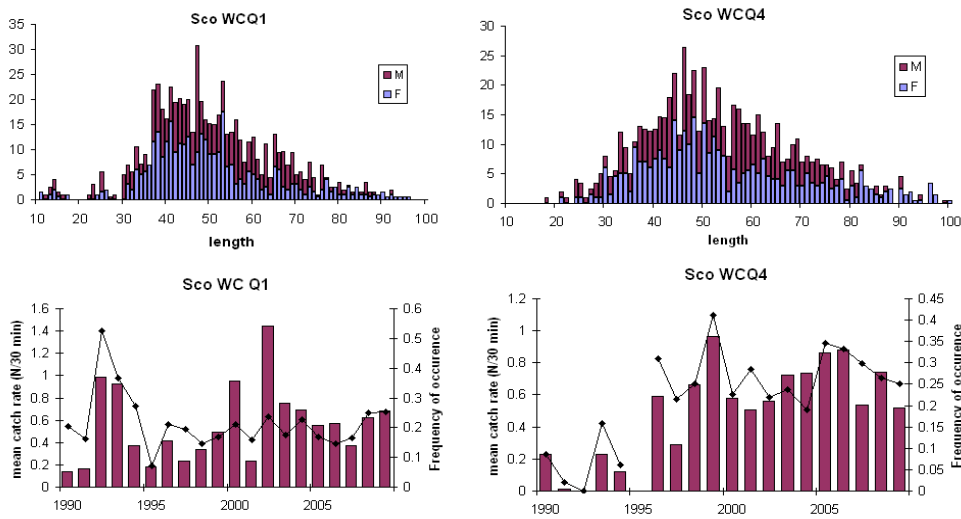 Sco WCQ1
35
30
25
20
15
10
5
0
10 20 30 40 50 60 70 80 90 100
length
M
F
Sco WCQ4
30
25
20
15
10
5
0
10 20 30 40 50 60 70 80 90 100
length
M
F
Sco WC Q1
mean catch rate (N/30 min)
1.6
1.4
1.2
1
0.8
0.6
0.4
0.2
0
1990 1995 2000 2005
0.6
0.5
0.4
0.3
0.2
0.1
0
Frequency of occurence
Sco WCQ4
mean catch rate (N/30 min)
1.2
1
0.8
0.6
0.4
0.2
0
1990 1995 2000 2005
0.45
0.4
0.35
0.3
0.25
0.2
0.15
0.1
0.05
0
Frequency of occurrence